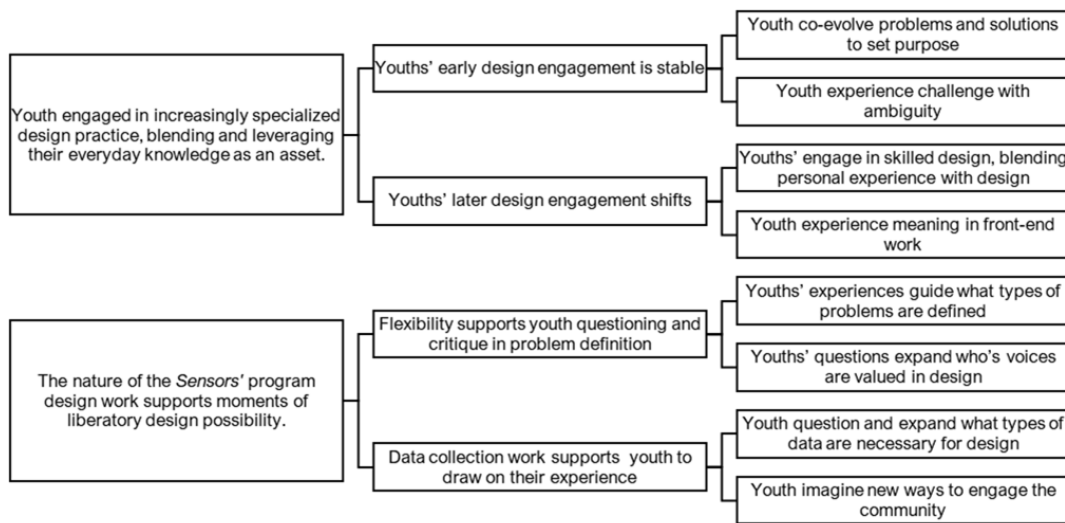 Youth engaged in increasingly specialized
design practice, blending and leveraging
their everyday knowledge as an asset.
Youths' early design engagement is stable
Youth co-evolve problems and solutions
to set purpose
Youth experience challenge with
ambiguity
Youths' later design engagement shifts
Youths' engage in skilled design, blending
personal experience with design
Youth experience meaning in front-end
work
The nature of the Sensors' program
design work supports moments of
liberatory design possibility.
Flexibility supports youth questioning and
critique in problem definition
Youths' experiences guide what types of
problems are defined
Youths' questions expand who's voices
are valued in design
Data collection work supports youth to
draw on their experience
Youth question and expand what types of
data are necessary for design
Youth imagine new ways to engage the
community